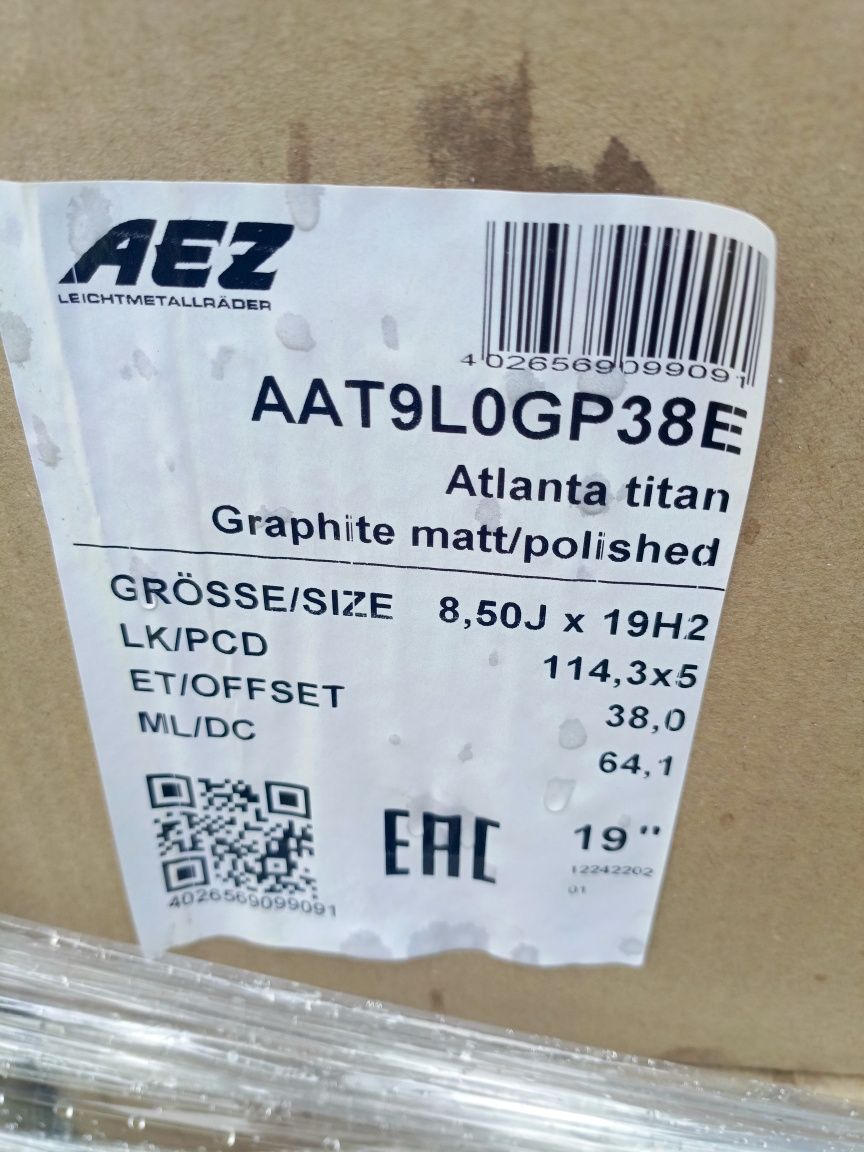 AEZ
LEICHTMETALLRÄDER
4026569099091
AAT9L0GP38E
Atlanta titan
Graphite matt/polished
GRÖSSE/SIZE 8,50J x 19H2
LK/PCD 114,3x5
ET/OFFSET 38,0
ML/DC 64,1
4026569099091
EAC
19"
12242202
01